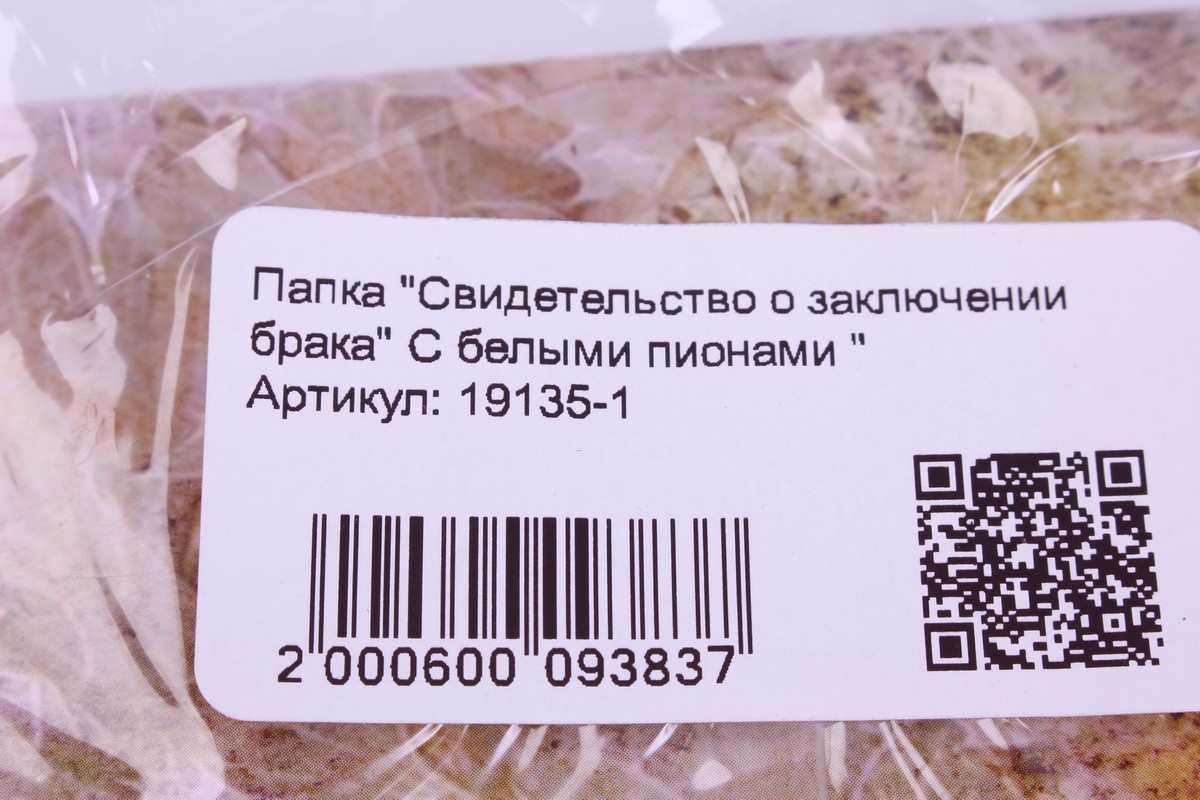 Папка "Свидетельство о заключении
брака" С белыми пионами "
Артикул: 19135-1
2 000600 093837